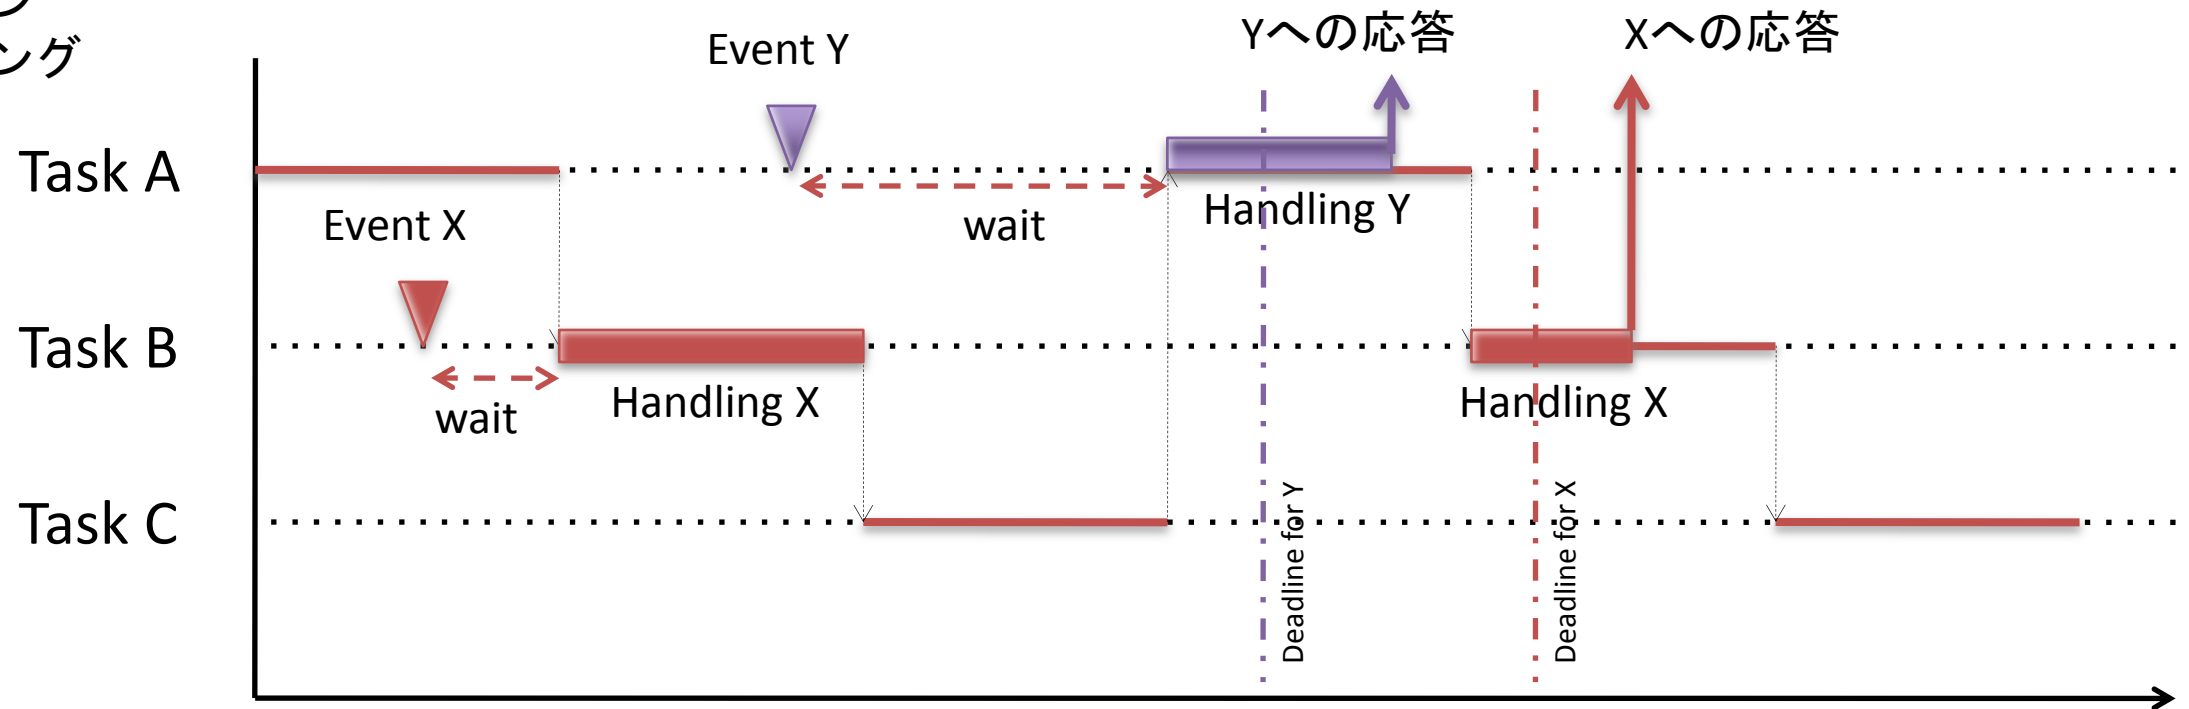 ング
Event Y
Yへの応答
Xへの応答
Task A
Event X
wait
Handling Y
Task B
wait
Handling X
Handling X
Task C
Deadline for Y
Deadline for X